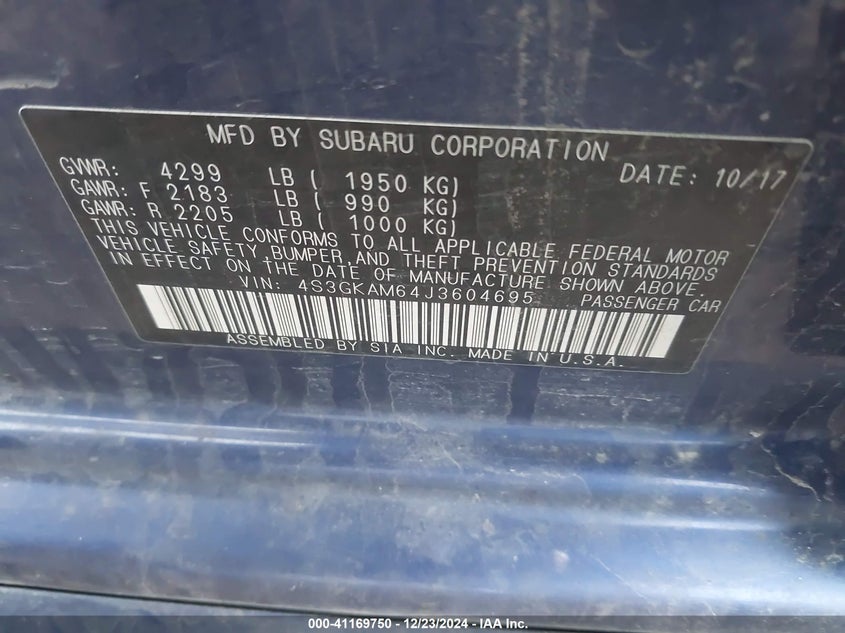 MFD BY SUBARU CORPORATION
GVWR: 4299 LB ( 1950 KG) DATE: 10/17
GAWR: F 2183 LB ( 990 KG)
GAWR: R 2205 LB ( 1000 KG)
THIS VEHICLE CONFORMS TO ALL APPLICABLE FEDERAL MOTOR
VEHICLE SAFETY,BUMPER,AND THEFT PREVENTION STANDARDS
IN EFFECT ON THE DATE OF MANUFACTURE SHOWN ABOVE.
VIN: 4S3GKAM64J3604695 PASSENGER CAR
ASSEMBLED BY SIA INC. MADE IN U.S.A.
000-41169750 - 12/23/2024 - IAA Inc.